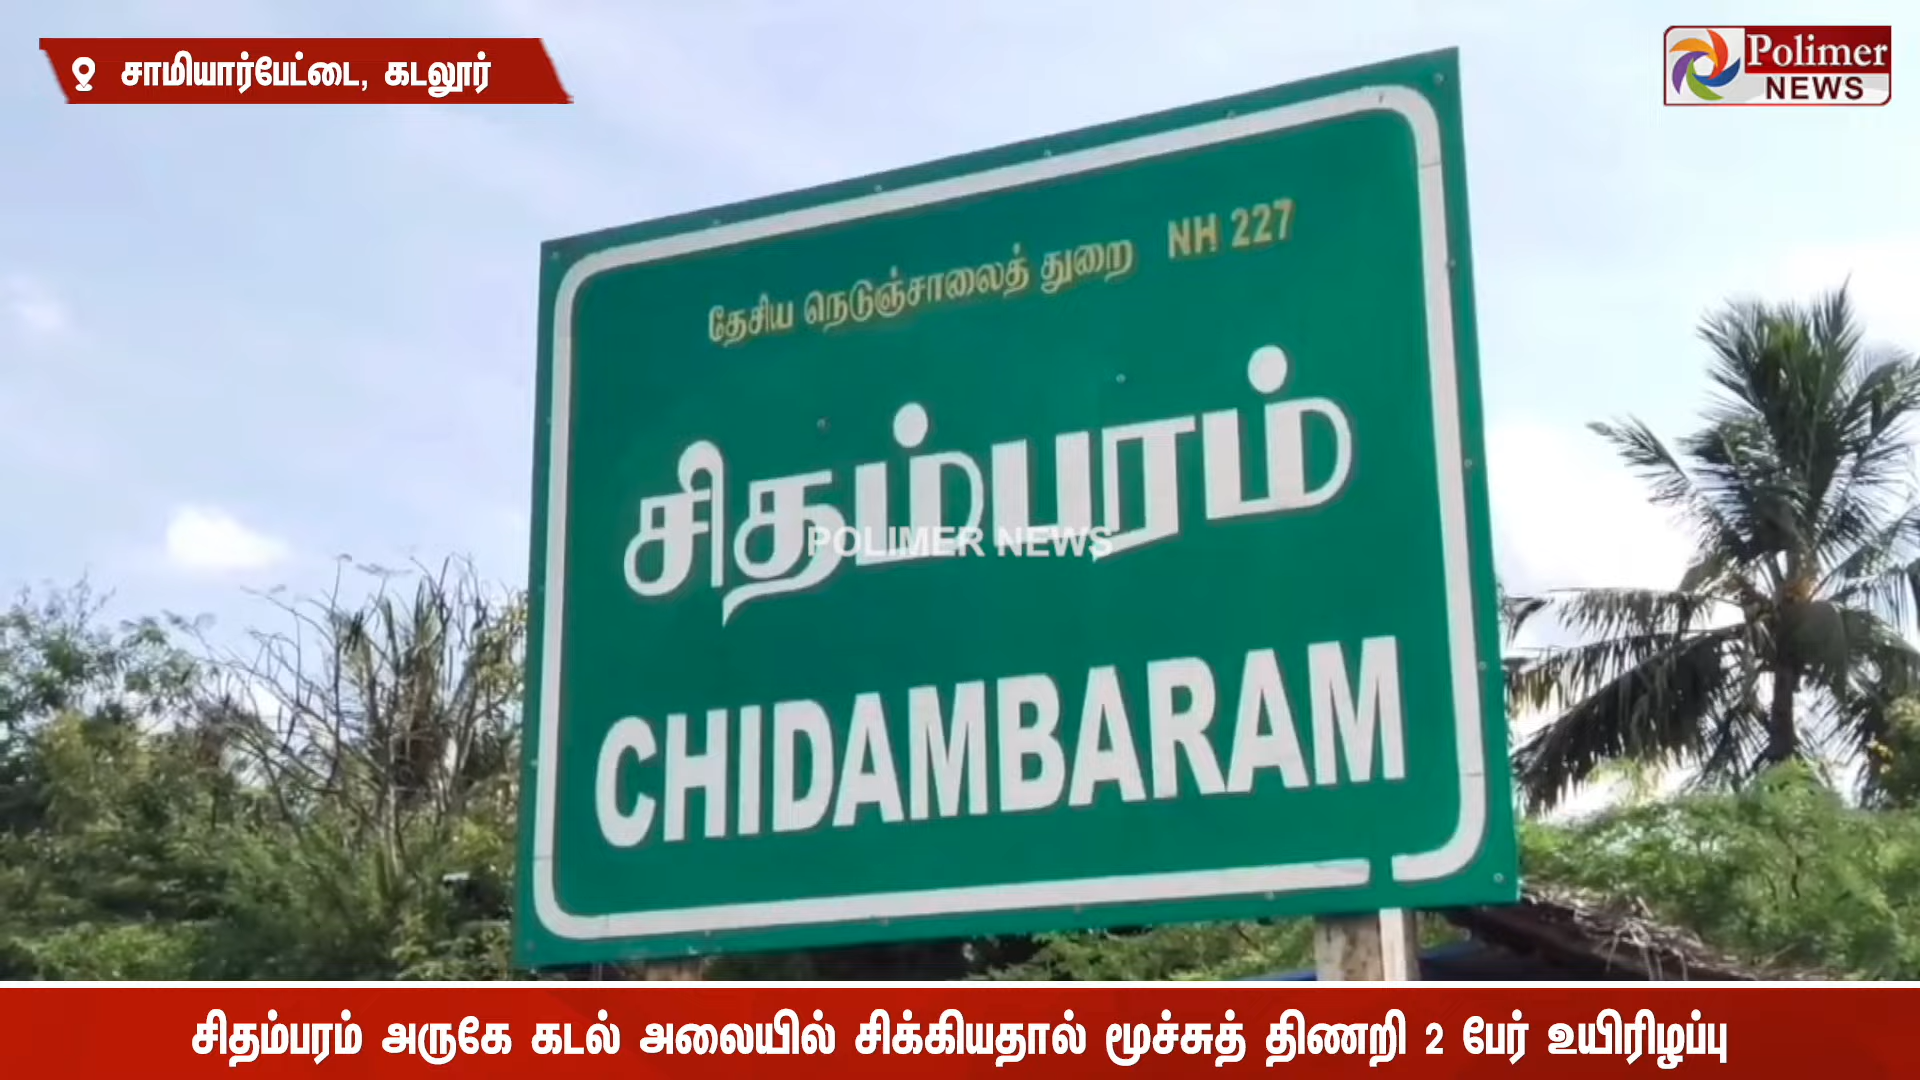 சாமியார்பேட்டை, கடலூர்
Polimer
NEWS
தேசிய நெடுஞ்சாலைத் துறை NH 227
சிதம்பரம்
POLIMER NEWS
CHIDAMBARAM
சிதம்பரம் அருகே கடல் அலையில் சிக்கியதால் மூச்சுத் திணறி 2 பேர் உயிரிழப்பு